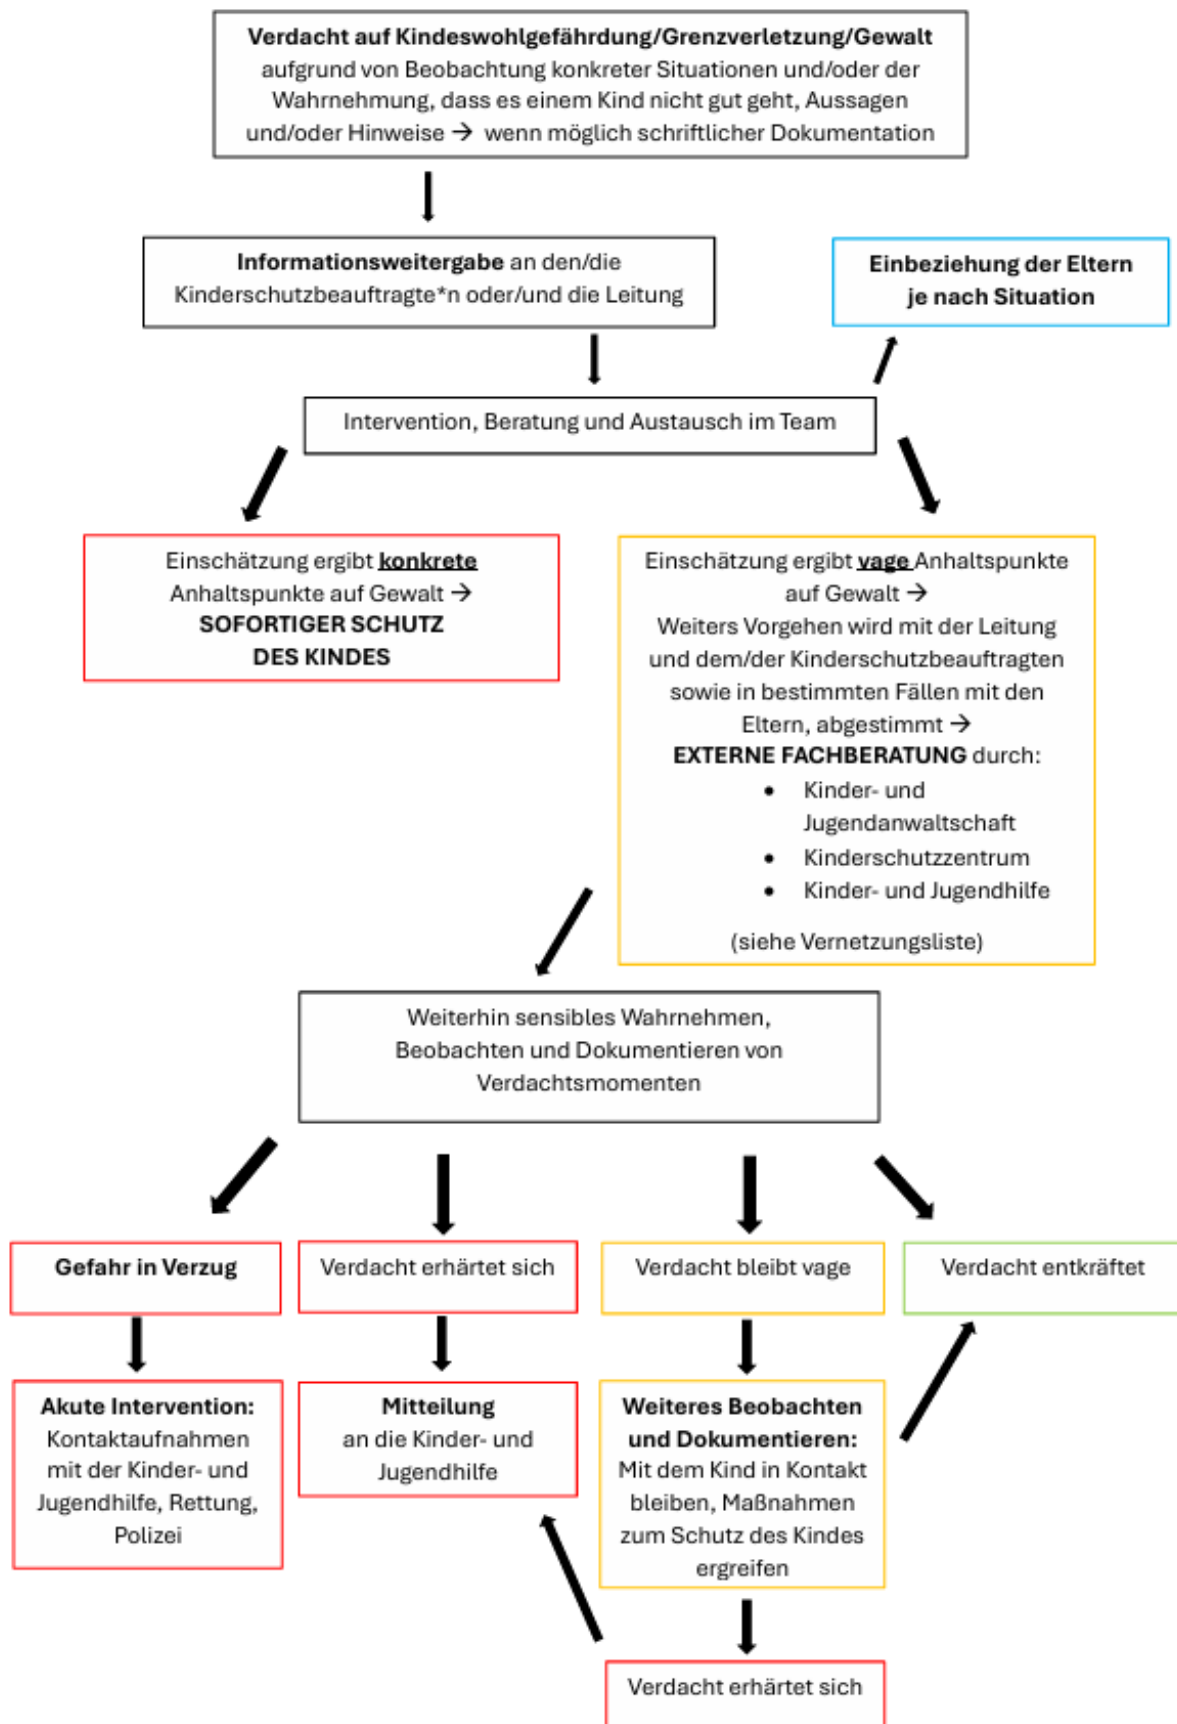 Verdacht auf Kindeswohlgefährdung/Grenzverletzung/Gewalt
aufgrund von Beobachtung konkreter Situationen und/oder der
Wahrnehmung, dass es einem Kind nicht gut geht, Aussagen
und/oder Hinweise → wenn möglich schriftlicher Dokumentation
Informationsweitergabe an den/die
Kinderschutzbeauftragte*n oder/und die Leitung
Einbeziehung der Eltern
je nach Situation
Intervention, Beratung und Austausch im Team
Einschätzung ergibt konkrete
Anhaltspunkte auf Gewalt →
SOFORTIGER SCHUTZ
DES KINDES
Einschätzung ergibt vage Anhaltspunkte
auf Gewalt →
Weiters Vorgehen wird mit der Leitung
und dem/der Kinderschutzbeauftragten
sowie in bestimmten Fällen mit den
Eltern, abgestimmt →
EXTERNE FACHBERATUNG durch:
• Kinder- und
Jugendanwaltschaft
• Kinderschutzzentrum
• Kinder- und Jugendhilfe
(siehe Vernetzungsliste)
Weiterhin sensibles Wahrnehmen,
Beobachten und Dokumentieren von
Verdachtsmomenten
Gefahr in Verzug
Verdacht erhärtet sich
Verdacht bleibt vage
Verdacht entkräftet
Akute Intervention:
Kontaktaufnahmen
mit der Kinder- und
Jugendhilfe, Rettung,
Polizei
Mitteilung
an die Kinder- und
Jugendhilfe
Weiteres Beobachten
und Dokumentieren:
Mit dem Kind in Kontakt
bleiben, Maßnahmen
zum Schutz des Kindes
ergreifen
Verdacht erhärtet sich